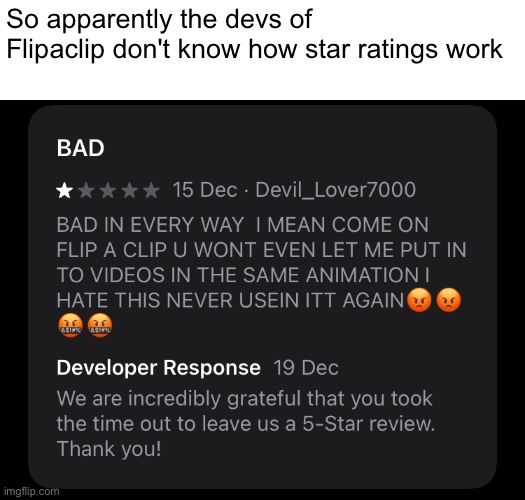 So apparently the devs of
Flipaclip don't know how star ratings work
BAD
15 Dec · Devil_Lover7000
BAD IN EVERY WAY  I MEAN COME ON
FLIP A CLIP U WONT EVEN LET ME PUT IN
TO VIDEOS IN THE SAME ANIMATION I
HATE THIS NEVER USEIN ITT AGAIN😡😡
🤬🤬
Developer Response 19 Dec
We are incredibly grateful that you took
the time out to leave us a 5-Star review.
Thank you!
imgflip.com